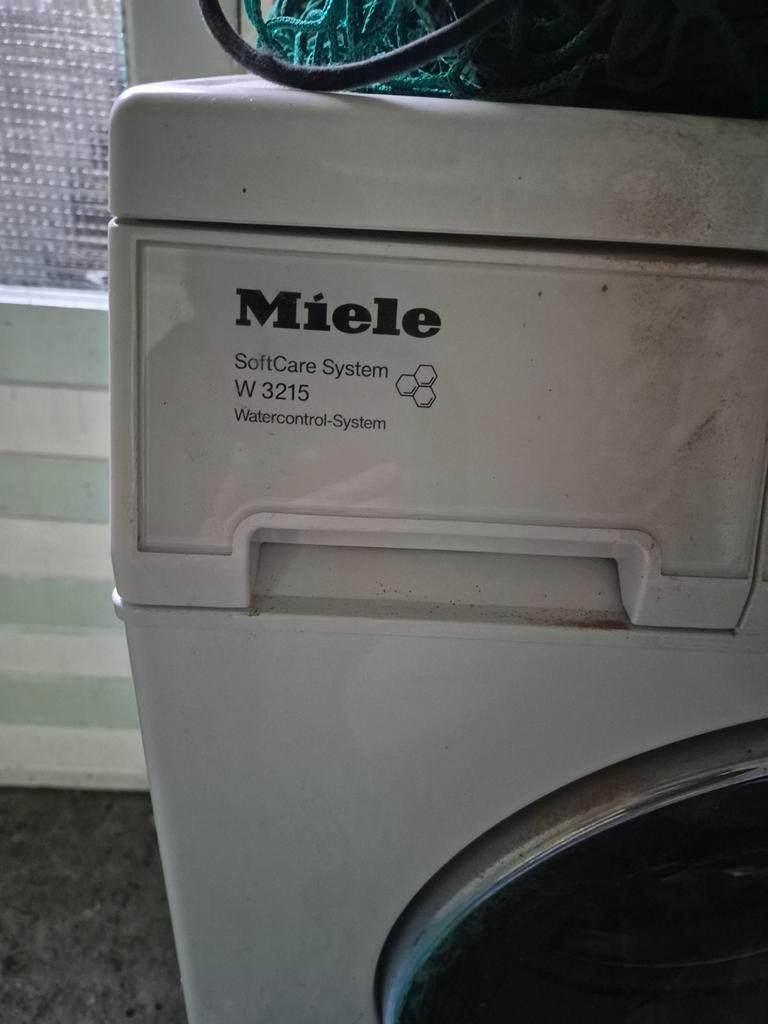 Miele
SoftCare System
W 3215
Watercontrol-System